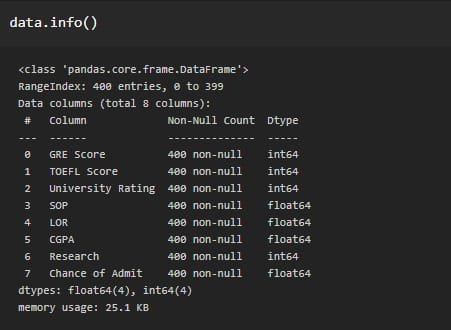 data.info()
<class 'pandas.core.frame.DataFrame'>
RangeIndex: 400 entries, 0 to 399
Data columns (total 8 columns):
 #   Column             Non-Null Count  Dtype
---  ------             --------------  -----
 0   GRE Score          400 non-null    int64
 1   TOEFL Score        400 non-null    int64
 2   University Rating  400 non-null    int64
 3   SOP                400 non-null    float64
 4   LOR                400 non-null    float64
 5   CGPA               400 non-null    float64
 6   Research           400 non-null    int64
 7   Chance of Admit    400 non-null    float64
dtypes: float64(4), int64(4)
memory usage: 25.1 KB